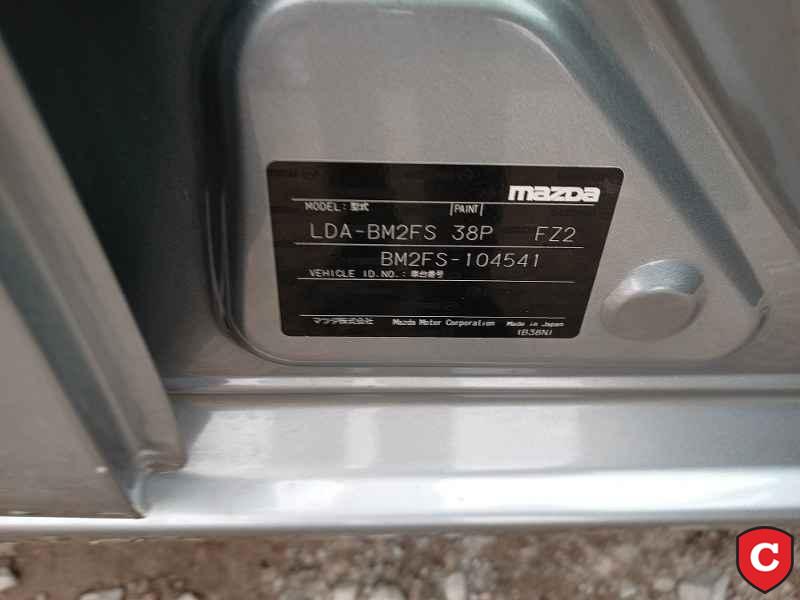 mazda
MODEL: 型式 |PAINT|
LDA-BM2FS 38P FZ2
BM2FS-104541
VEHICLE ID.NO.: 車台番号
マツダ株式会社 Mazda Motor Corporation Made in Japan
(B38N)
C